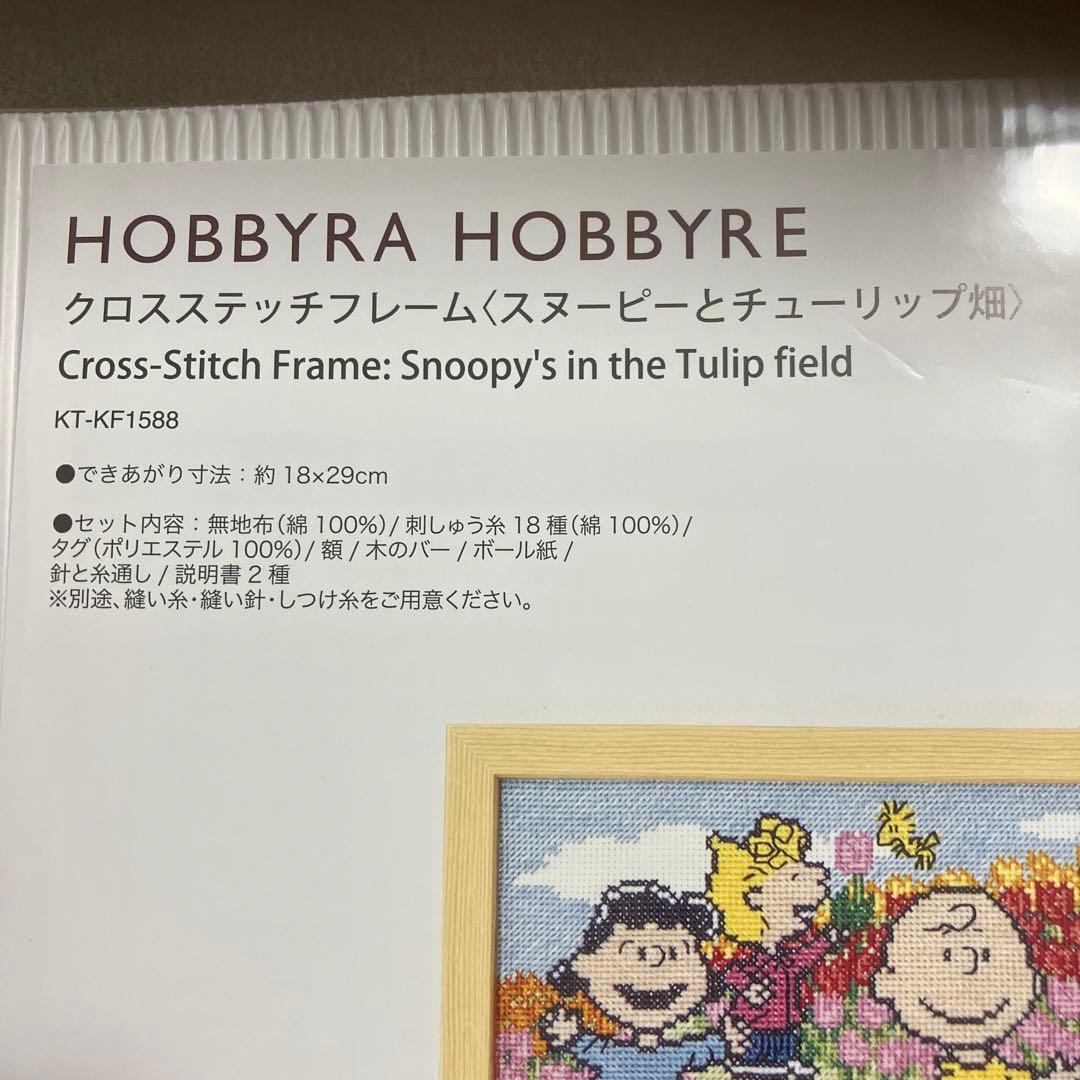 HOBBYRA HOBBYRE
クロスステッチフレーム〈スヌーピーとチューリップ畑〉
Cross-Stitch Frame: Snoopy's in the Tulip field
KT-KF1588
●できあがり寸法：約 18×29cm
●セット内容：無地布（綿 100%）/ 刺しゅう糸 18 種（綿 100%）/
タグ（ポリエステル 100%）/ 額 / 木のバー / ボール紙 /
針と糸通し / 説明書 2 種
※別途、縫い糸・縫い針・しつけ糸をご用意ください。